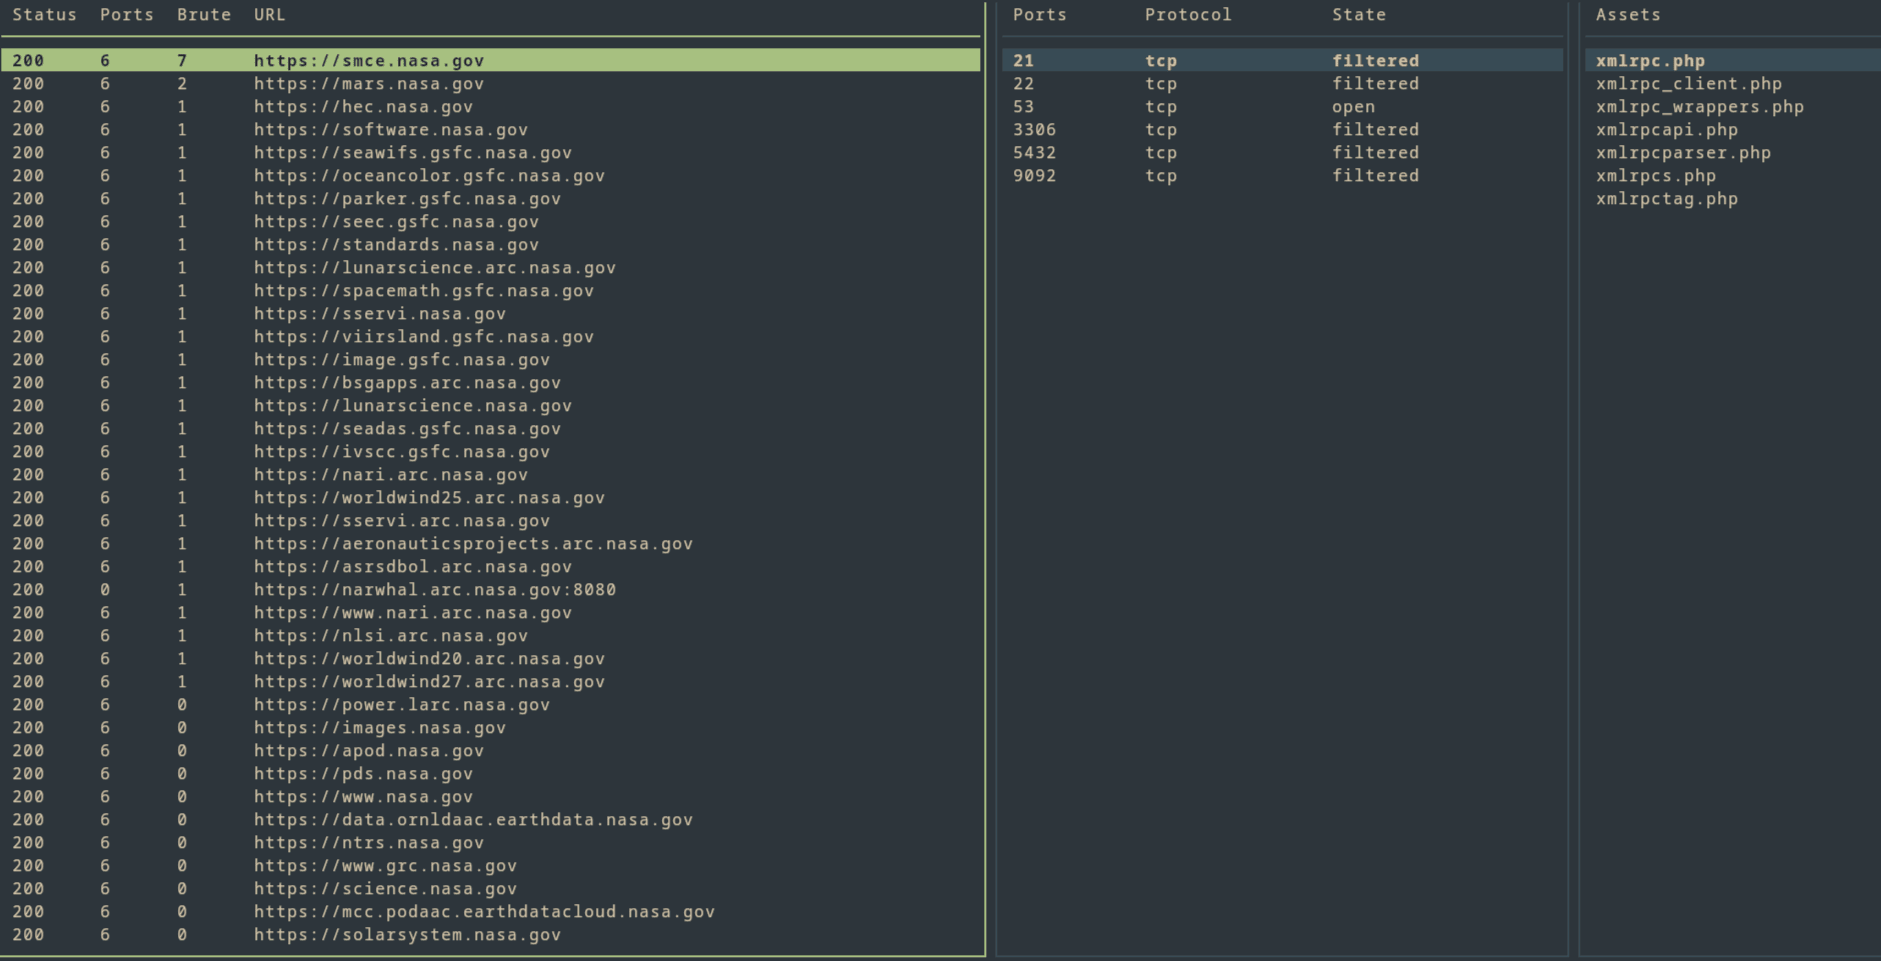 Status Ports Brute URL
200 6 7 https://smce.nasa.gov
200 6 2 https://mars.nasa.gov
200 6 1 https://hec.nasa.gov
200 6 1 https://software.nasa.gov
200 6 1 https://seawifs.gsfc.nasa.gov
200 6 1 https://oceancolor.gsfc.nasa.gov
200 6 1 https://parker.gsfc.nasa.gov
200 6 1 https://seec.gsfc.nasa.gov
200 6 1 https://standards.nasa.gov
200 6 1 https://lunarscience.arc.nasa.gov
200 6 1 https://spacemath.gsfc.nasa.gov
200 6 1 https://sservi.nasa.gov
200 6 1 https://viirsland.gsfc.nasa.gov
200 6 1 https://image.gsfc.nasa.gov
200 6 1 https://bsgapps.arc.nasa.gov
200 6 1 https://lunarscience.nasa.gov
200 6 1 https://seadas.gsfc.nasa.gov
200 6 1 https://ivscc.gsfc.nasa.gov
200 6 1 https://nari.arc.nasa.gov
200 6 1 https://worldwind25.arc.nasa.gov
200 6 1 https://sservi.arc.nasa.gov
200 6 1 https://aeronauticsprojects.arc.nasa.gov
200 6 1 https://asrsdbol.arc.nasa.gov
200 0 1 https://narwhal.arc.nasa.gov:8080
200 6 1 https://www.nari.arc.nasa.gov
200 6 1 https://nlsi.arc.nasa.gov
200 6 1 https://worldwind20.arc.nasa.gov
200 6 1 https://worldwind27.arc.nasa.gov
200 6 0 https://power.larc.nasa.gov
200 6 0 https://images.nasa.gov
200 6 0 https://apod.nasa.gov
200 6 0 https://pds.nasa.gov
200 6 0 https://www.nasa.gov
200 6 0 https://data.ornldaac.earthdata.nasa.gov
200 6 0 https://ntrs.nasa.gov
200 6 0 https://www.grc.nasa.gov
200 6 0 https://science.nasa.gov
200 6 0 https://mcc.podaac.earthdatacloud.nasa.gov
200 6 0 https://solarsystem.nasa.gov
Ports Protocol State
21 tcp filtered
22 tcp filtered
53 tcp open
3306 tcp filtered
5432 tcp filtered
9092 tcp filtered
Assets
xmlrpc.php
xmlrpc_client.php
xmlrpc_wrappers.php
xmlrpcapi.php
xmlrpcparser.php
xmlrpcs.php
xmlrpctag.php